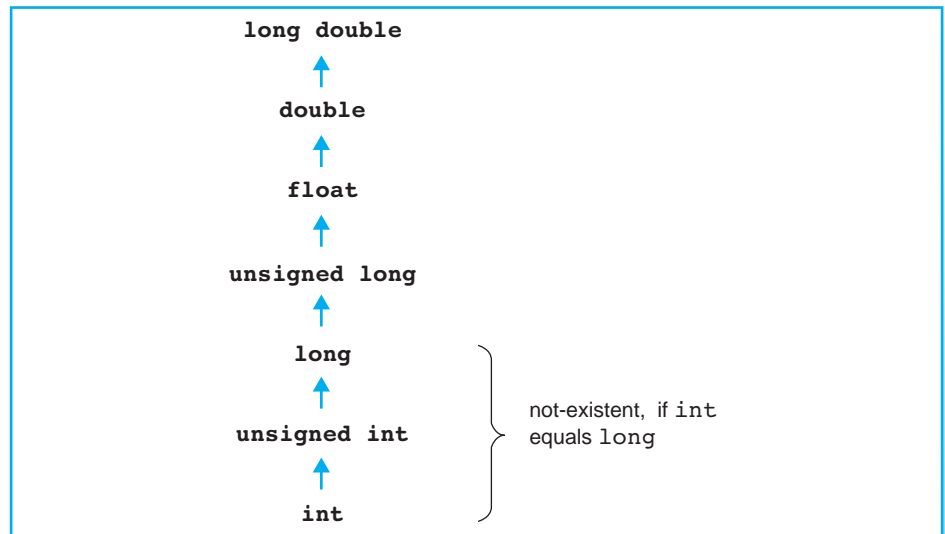 long double
double
float
unsigned long
long
unsigned int
int
not-existent, if int
equals long